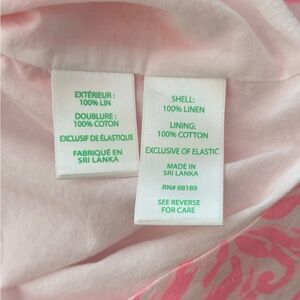 EXTÉRIEUR :
100% LIN
DOUBLURE :
100% COTON
EXCLUSIF DE ÉLASTIQUE
FABRIQUÉ EN
SRI LANKA
SHELL:
100% LINEN
LINING:
100% COTTON
EXCLUSIVE OF ELASTIC
MADE IN
SRI LANKA
RN# 88189
SEE REVERSE
FOR CARE